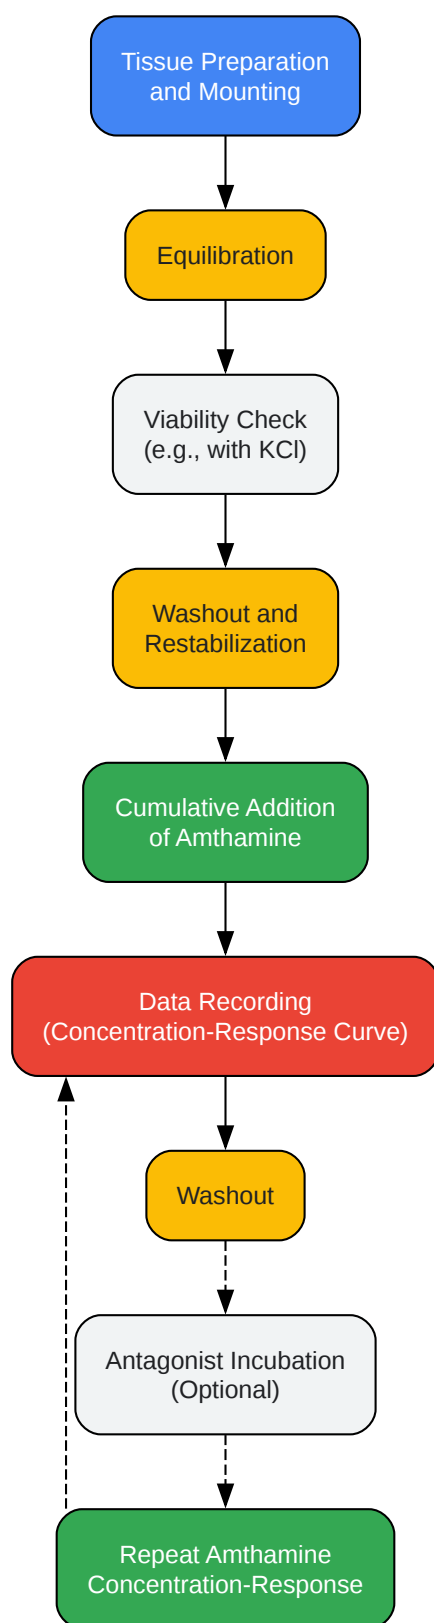 Tissue Preparation
and Mounting
Equilibration
Viability Check
(e.g., with KCl)
Washout and
Restabilization
Cumulative Addition
of Amthamine
Data Recording
(Concentration-Response Curve)
Washout
Antagonist Incubation
(Optional)
Repeat Amthamine
Concentration-Response